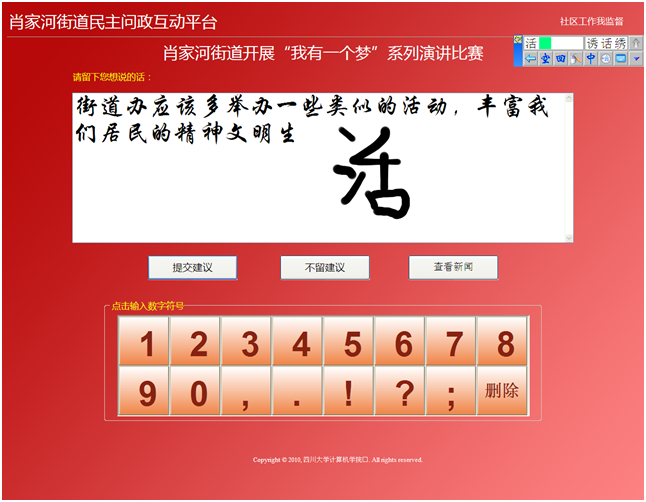 肖家河街道民主问政互动平台
社区工作我监督
肖家河街道开展“我有一个梦”系列演讲比赛
活
诱 话 绣
空 回 中
请留下您想说的话：
街道办应该多举办一些类似的活动，丰富我
们居民的精神文明生
活
提交建议
不留建议
查看新闻
点击输入数字符号
1 2 3 4 5 6 7 8
9 0 , . ! ? ; 删除
Copyright © 2010, 四川大学计算机学院口. All rights reserved.